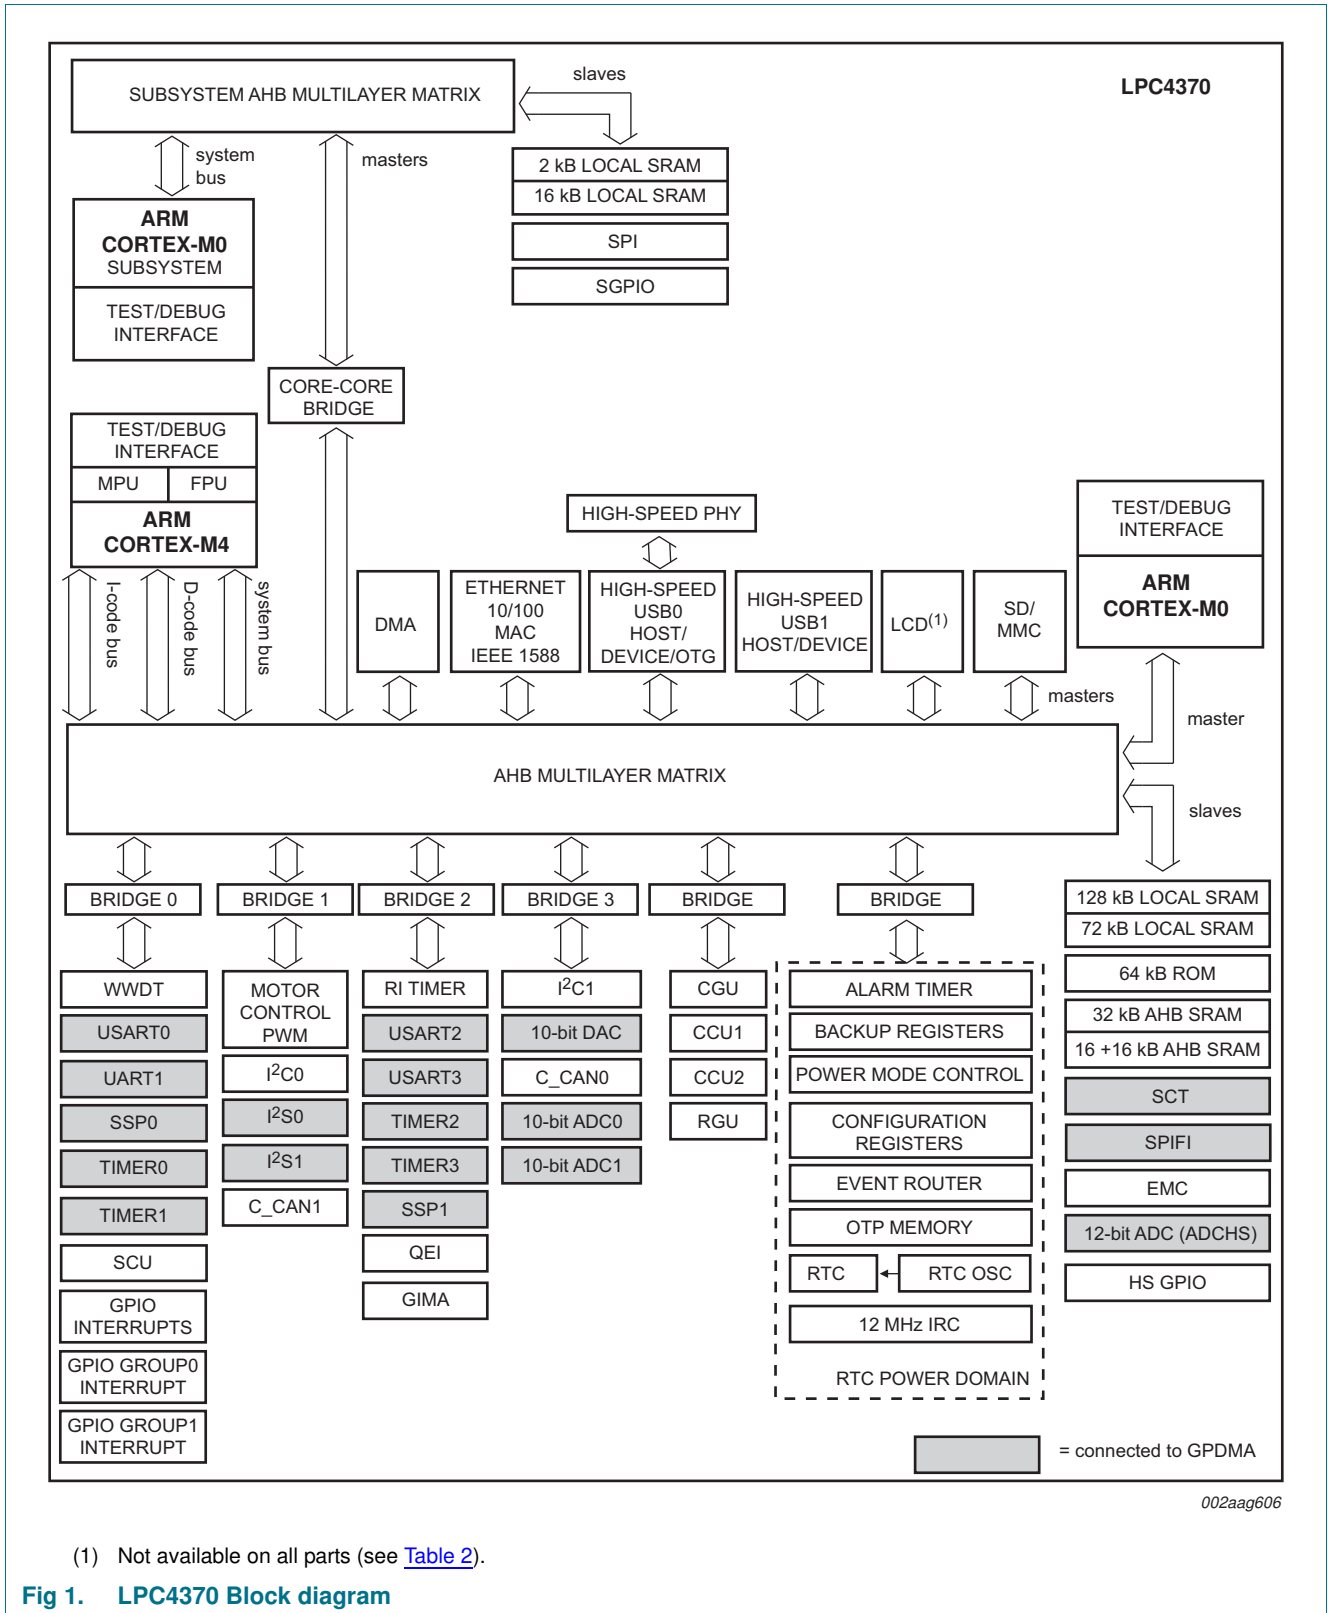 LPC4370
SUBSYSTEM AHB MULTILAYER MATRIX
slaves
system
bus
masters
2 kB LOCAL SRAM
16 kB LOCAL SRAM
SPI
SGPIO
ARM
CORTEX-M0
SUBSYSTEM
TEST/DEBUG
INTERFACE
CORE-CORE
BRIDGE
TEST/DEBUG
INTERFACE
MPU
FPU
ARM
CORTEX-M4
I-code bus
D-code bus
system bus
HIGH-SPEED PHY
DMA
ETHERNET
10/100
MAC
IEEE 1588
HIGH-SPEED
USB0
HOST/
DEVICE/OTG
HIGH-SPEED
USB1
HOST/DEVICE
LCD(1)
SD/
MMC
TEST/DEBUG
INTERFACE
ARM
CORTEX-M0
masters
master
AHB MULTILAYER MATRIX
slaves
BRIDGE 0
BRIDGE 1
BRIDGE 2
BRIDGE 3
BRIDGE
BRIDGE
WWDT
USART0
UART1
SSP0
TIMER0
TIMER1
SCU
GPIO
INTERRUPTS
GPIO GROUP0
INTERRUPT
GPIO GROUP1
INTERRUPT
MOTOR
CONTROL
PWM
I2C0
I2S0
I2S1
C_CAN1
RI TIMER
USART2
USART3
TIMER2
TIMER3
SSP1
QEI
GIMA
I2C1
10-bit DAC
C_CAN0
10-bit ADC0
10-bit ADC1
CGU
CCU1
CCU2
RGU
ALARM TIMER
BACKUP REGISTERS
POWER MODE CONTROL
CONFIGURATION
REGISTERS
EVENT ROUTER
OTP MEMORY
RTC
RTC OSC
12 MHz IRC
RTC POWER DOMAIN
128 kB LOCAL SRAM
72 kB LOCAL SRAM
64 kB ROM
32 kB AHB SRAM
16 +16 kB AHB SRAM
SCT
SPIFI
EMC
12-bit ADC (ADCHS)
HS GPIO
= connected to GPDMA
002aag606
(1) Not available on all parts (see Table 2).
Fig 1. LPC4370 Block diagram